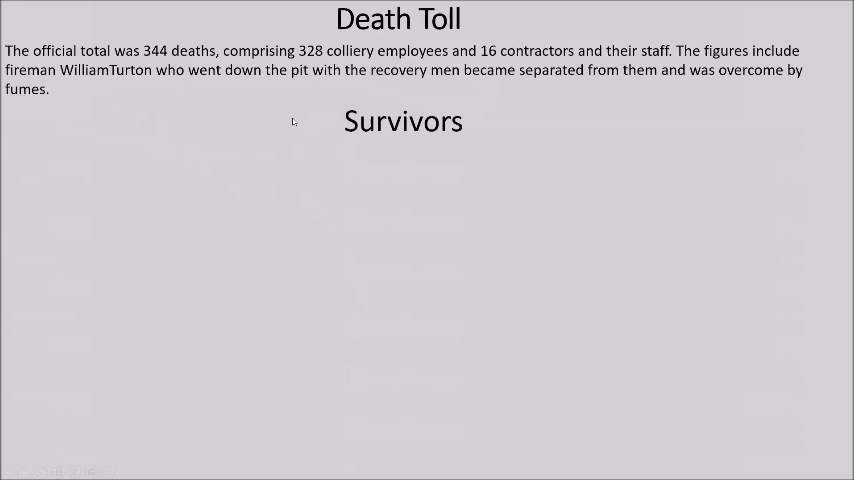 Death Toll
The official total was 344 deaths, comprising 328 colliery employees and 16 contractors and their staff. The figures include
fireman WilliamTurton who went down the pit with the recovery men became separated from them and was overcome by
fumes.
Survivors